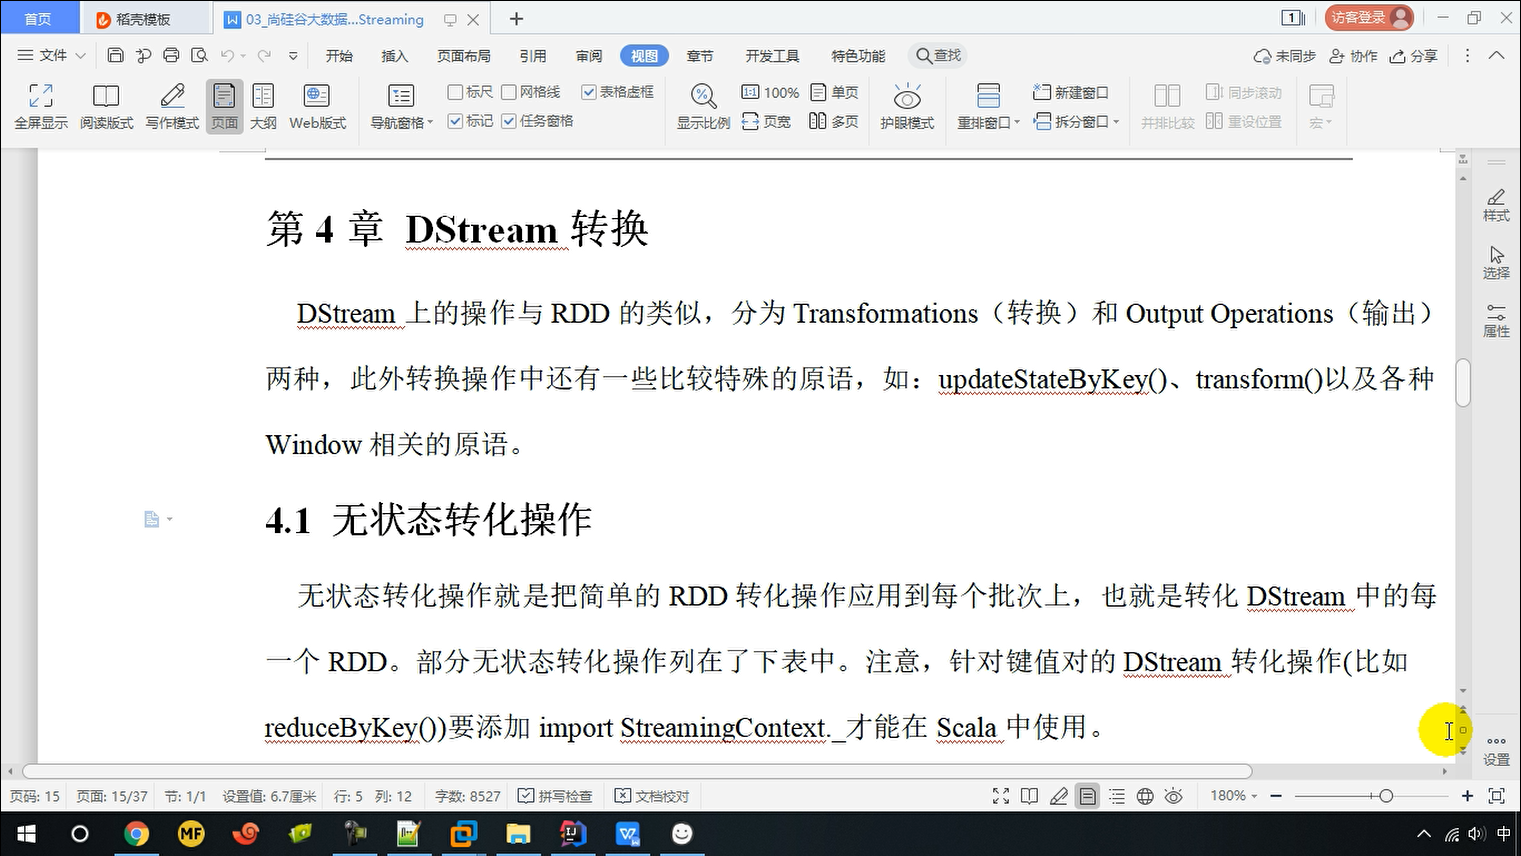 首页
稻壳模板
03_尚硅谷大数据...Streaming
1
访客登录
文件
开始
插入
页面布局
引用
审阅
视图
章节
开发工具
特色功能
查找
未同步
协作
分享
全屏显示
阅读版式
写作模式
页面
大纲
Web版式
导航窗格
标尺
网格线
表格虚框
标记
任务窗格
显示比例
100%
单页
页宽
多页
护眼模式
重排窗口
新建窗口
拆分窗口
并排比较
同步滚动
重设位置
宏
第 4 章 DStream 转换
DStream 上的操作与 RDD 的类似，分为 Transformations（转换）和 Output Operations（输出）
两种，此外转换操作中还有一些比较特殊的原语，如：updateStateByKey()、transform()以及各种
Window 相关的原语。
4.1 无状态转化操作
无状态转化操作就是把简单的 RDD 转化操作应用到每个批次上，也就是转化 DStream 中的每
一个 RDD。部分无状态转化操作列在了下表中。注意，针对键值对的 DStream 转化操作(比如
reduceByKey())要添加 import StreamingContext._才能在 Scala 中使用。
样式
选择
属性
设置
页码: 15
页面: 15/37
节: 1/1
设置值: 6.7厘米
行: 5
列: 12
字数: 8527
拼写检查
文档校对
180%
MF
中